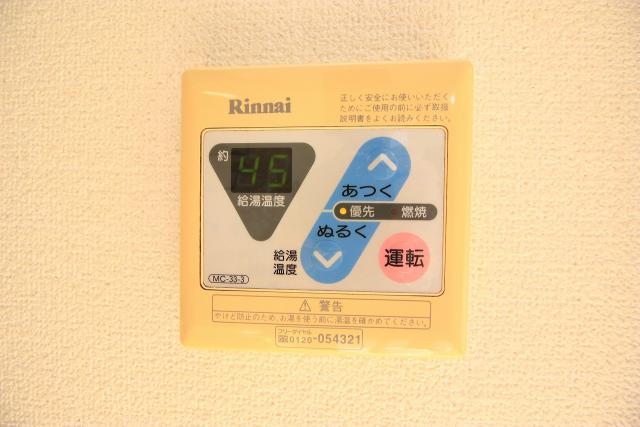 Rinnai
正しく安全にお使いいただく
ためにご使用の前に必ず取扱
説明書をよくお読みください。
約 45
給湯温度
あつく
優先 燃焼
ぬるく
給湯
温度
運転
MC-33-3
⚠ 警告
やけど防止のため、お湯を使う前に湯温を確かめてください。
フリーダイヤル
0120-054321